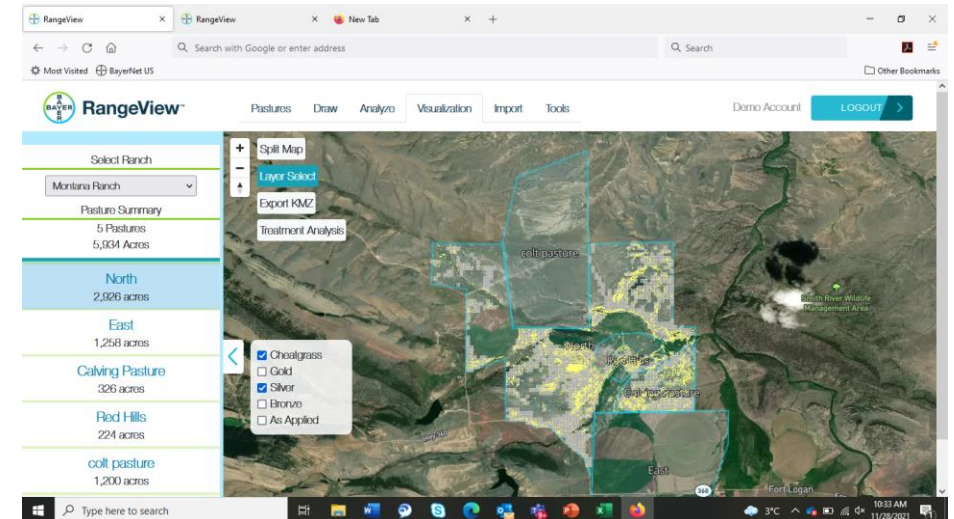 RangeView
RangeView
New Tab
Search with Google or enter address
Search
Most Visited
BayerNet US
Other Bookmarks
BAYER
BAYER
RangeView™
Pastures
Draw
Analyze
Visualization
Import
Tools
Demo Account
LOGOUT
Select Ranch
Montana Ranch
Pasture Summary
5 Pastures
5,934 Acres
North
2,926 acres
East
1,258 acres
Calving Pasture
326 acres
Red Hills
224 acres
colt pasture
1,200 acres
Split Map
Layer Select
Export KMZ
Treatment Analysis
Cheatgrass
Gold
Silver
Bronze
As Applied
colt pasture
North
Red Hills
Calving Pasture
East
Smith River Wildlife
Management Area
360
Fort Logan
Type here to search
3°C
10:33 AM
11/28/2021